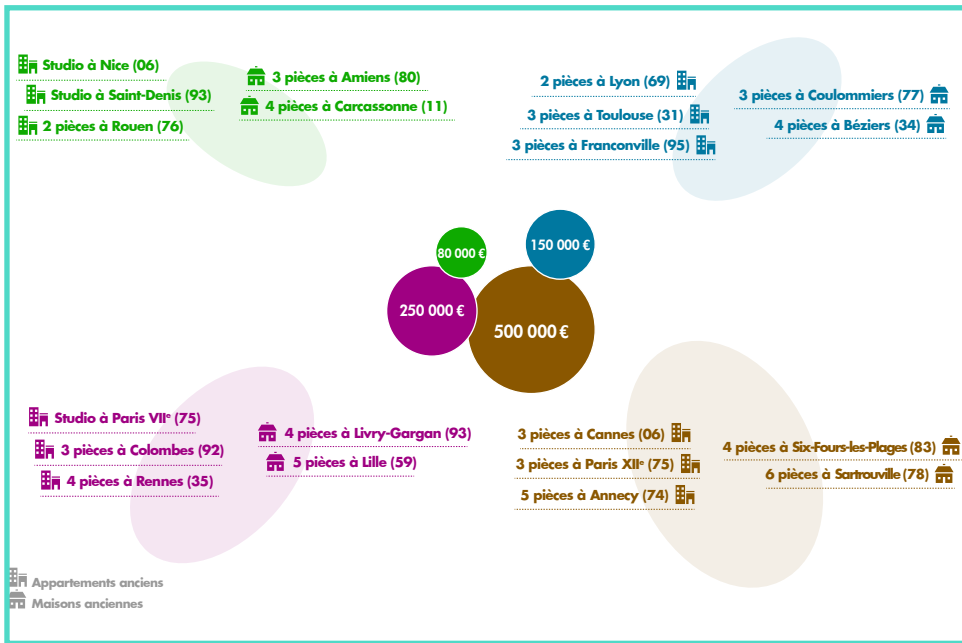 Studio à Nice (06)
Studio à Saint-Denis (93)
2 pièces à Rouen (76)
3 pièces à Amiens (80)
4 pièces à Carcassonne (11)
2 pièces à Lyon (69)
3 pièces à Toulouse (31)
3 pièces à Franconville (95)
3 pièces à Coulommiers (77)
4 pièces à Béziers (34)
80 000 €
150 000 €
250 000 €
500 000 €
Studio à Paris VIIᵉ (75)
3 pièces à Colombes (92)
4 pièces à Rennes (35)
4 pièces à Livry-Gargan (93)
5 pièces à Lille (59)
3 pièces à Cannes (06)
3 pièces à Paris XIIᵉ (75)
5 pièces à Annecy (74)
4 pièces à Six-Fours-les-Plages (83)
6 pièces à Sartrouville (78)
Appartements anciens
Maisons anciennes